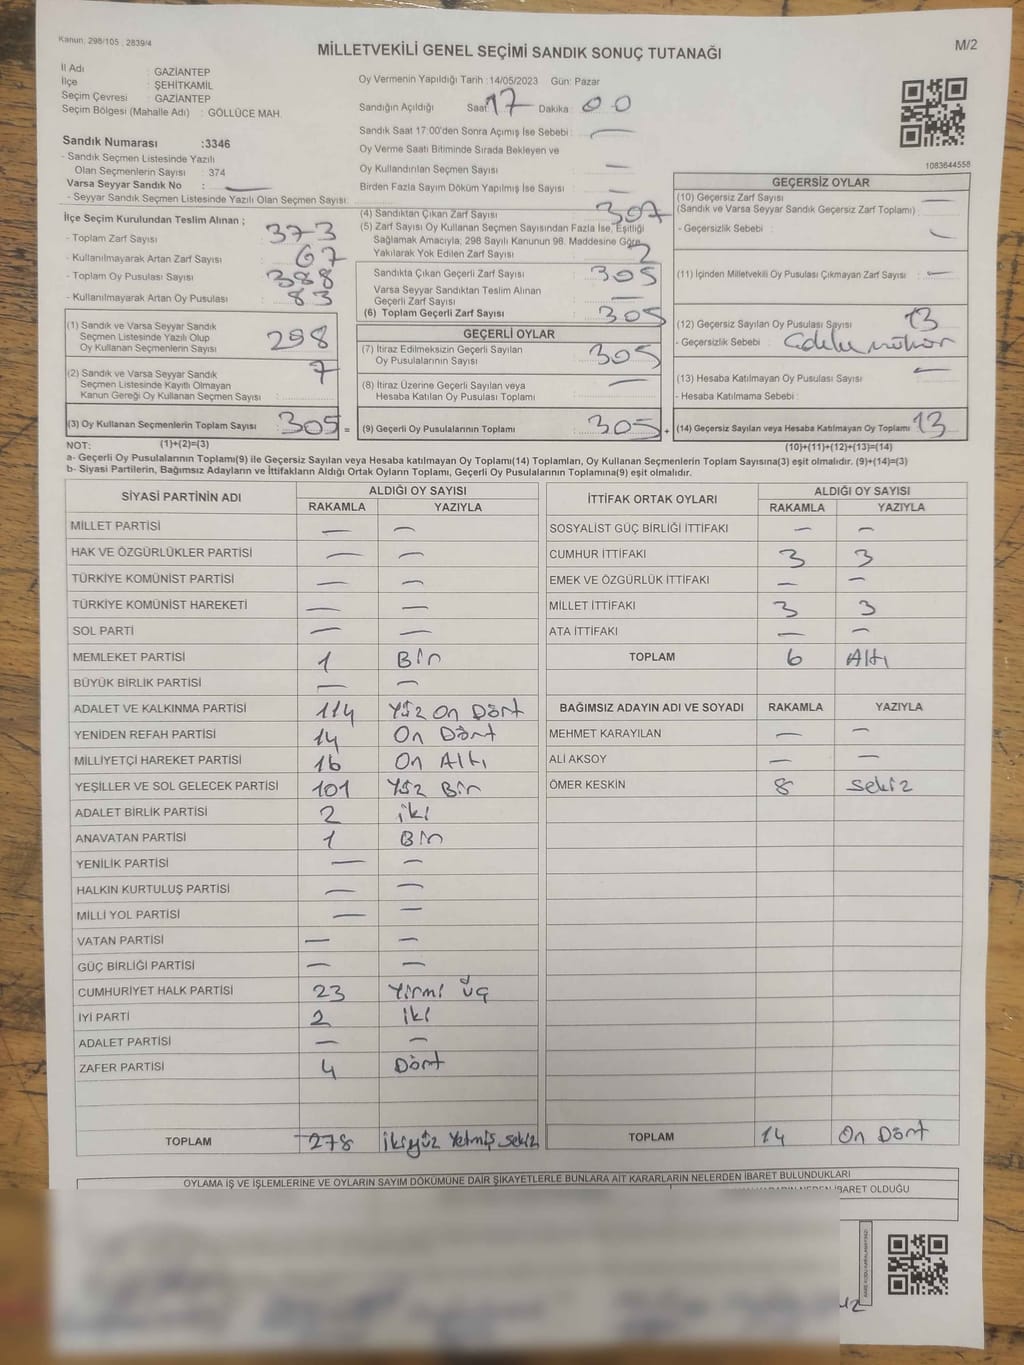 Kanun: 298/105 , 2839/4
MİLLETVEKİLİ GENEL SEÇİMİ SANDIK SONUÇ TUTANAĞI
M/2
İl Adı : GAZİANTEP
İlçe : ŞEHİTKAMİL
Seçim Çevresi : GAZİANTEP
Seçim Bölgesi (Mahalle Adı) : GÖLLÜCE MAH.
Oy Vermenin Yapıldığı Tarih : 14/05/2023 Gün: Pazar
Sandığın Açıldığı Saat 17 Dakika : 00
Sandık Saat 17:00'den Sonra Açımış İse Sebebi : —
Oy Verme Saati Bitiminde Sırada Bekleyen ve
Oy Kullandırılan Seçmen Sayısı —
Birden Fazla Sayım Döküm Yapılmış İse Sayısı : —
1083644558
Sandık Numarası :3346
- Sandık Seçmen Listesinde Yazılı
Olan Seçmenlerin Sayısı : 374
Varsa Seyyar Sandık No : —
- Seyyar Sandık Seçmen Listesinde Yazılı Olan Seçmen Sayısı:
İlçe Seçim Kurulundan Teslim Alınan ;
- Toplam Zarf Sayısı 373
- Kullanılmayarak Artan Zarf Sayısı : 67
- Toplam Oy Pusulası Sayısı 388
- Kullanılmayarak Artan Oy Pusulası : 83
(1) Sandık ve Varsa Seyyar Sandık
Seçmen Listesinde Yazılı Olup
Oy Kullanan Seçmenlerin Sayısı 298
(2) Sandık ve Varsa Seyyar Sandık
Seçmen Listesinde Kayıtlı Olmayan
Kanun Gereği Oy Kullanan Seçmen Sayısı : 7
(3) Oy Kullanan Seçmenlerin Toplam Sayısı : 305 =
(4) Sandıktan Çıkan Zarf Sayısı : 307
(5) Zarf Sayısı Oy Kullanan Seçmen Sayısından Fazla İse, Eşitliği
Sağlamak Amacıyla; 298 Sayılı Kanunun 98. Maddesine Göre
Yakılarak Yok Edilen Zarf Sayısı : 2
Sandıkta Çıkan Geçerli Zarf Sayısı : 305
Varsa Seyyar Sandıktan Teslim Alınan
Geçerli Zarf Sayısı —
(6) Toplam Geçerli Zarf Sayısı : 305
GEÇERLİ OYLAR
(7) İtiraz Edilmeksizin Geçerli Sayılan
Oy Pusulalarının Sayısı 305
(8) İtiraz Üzerine Geçerli Sayılan veya
Hesaba Katılan Oy Pusulası Toplamı —
(9) Geçerli Oy Pusulalarının Toplamı : 305 +
GEÇERSİZ OYLAR
(10) Geçersiz Zarf Sayısı —
(Sandık ve Varsa Seyyar Sandık Geçersiz Zarf Toplamı) :
- Geçersizlik Sebebi : —
(11) İçinden Milletvekili Oy Pusulası Çıkmayan Zarf Sayısı : —
(12) Geçersiz Sayılan Oy Pusulası Sayısı 13
- Geçersizlik Sebebi :
(13) Hesaba Katılmayan Oy Pusulası Sayısı : —
- Hesaba Katılmama Sebebi :
(14) Geçersiz Sayılan veya Hesaba Katılmayan Oy Toplamı : 13
NOT: (1)+(2)=(3) (10)+(11)+(12)+(13)=(14)
a- Geçerli Oy Pusulalarının Toplamı(9) ile Geçersiz Sayılan veya Hesaba katılmayan Oy Toplamı(14) Toplamları, Oy Kullanan Seçmenlerin Toplam Sayısına(3) eşit olmalıdır. (9)+(14)=(3)
b- Siyasi Partilerin, Bağımsız Adayların ve İttifakların Aldığı Ortak Oyların Toplamı, Geçerli Oy Pusulalarının Toplamına(9) eşit olmalıdır.
SİYASİ PARTİNİN ADI ALDIĞI OY SAYISI
RAKAMLA YAZIYLA
MİLLET PARTİSİ — —
HAK VE ÖZGÜRLÜKLER PARTİSİ — —
TÜRKİYE KOMÜNİST PARTİSİ — —
TÜRKİYE KOMÜNİST HAREKETİ — —
SOL PARTİ — —
MEMLEKET PARTİSİ 1 Bir
BÜYÜK BİRLİK PARTİSİ — —
ADALET VE KALKINMA PARTİSİ 114 Yüz On Dört
YENİDEN REFAH PARTİSİ 14 On Dört
MİLLİYETÇİ HAREKET PARTİSİ 16 On Altı
YEŞİLLER VE SOL GELECEK PARTİSİ 101 Yüz Bir
ADALET BİRLİK PARTİSİ 2 iki
ANAVATAN PARTİSİ 1 Bir
YENİLİK PARTİSİ — —
HALKIN KURTULUŞ PARTİSİ — —
MİLLİ YOL PARTİSİ — —
VATAN PARTİSİ — —
GÜÇ BİRLİĞİ PARTİSİ — —
CUMHURİYET HALK PARTİSİ 23 Yirmi üç
İYİ PARTİ 2 iki
ADALET PARTİSİ — —
ZAFER PARTİSİ 4 Dört
TOPLAM 278 ikiyüz Yetmiş sekiz
İTTİFAK ORTAK OYLARI ALDIĞI OY SAYISI
RAKAMLA YAZIYLA
SOSYALİST GÜÇ BİRLİĞİ İTTİFAKI — —
CUMHUR İTTİFAKI 3 3
EMEK VE ÖZGÜRLÜK İTTİFAKI — —
MİLLET İTTİFAKI 3 3
ATA İTTİFAKI — —
TOPLAM 6 Altı
BAĞIMSIZ ADAYIN ADI VE SOYADI RAKAMLA YAZIYLA
MEHMET KARAYILAN — —
ALİ AKSOY — —
ÖMER KESKİN 8 sekiz
TOPLAM 14 On Dört
OYLAMA İŞ VE İŞLEMLERİNE VE OYLARIN SAYIM DÖKÜMÜNE DAİR ŞİKAYETLERLE BUNLARA AİT KARARLARIN NELERDEN İBARET BULUNDUKLARI
İBARET OLDUĞU